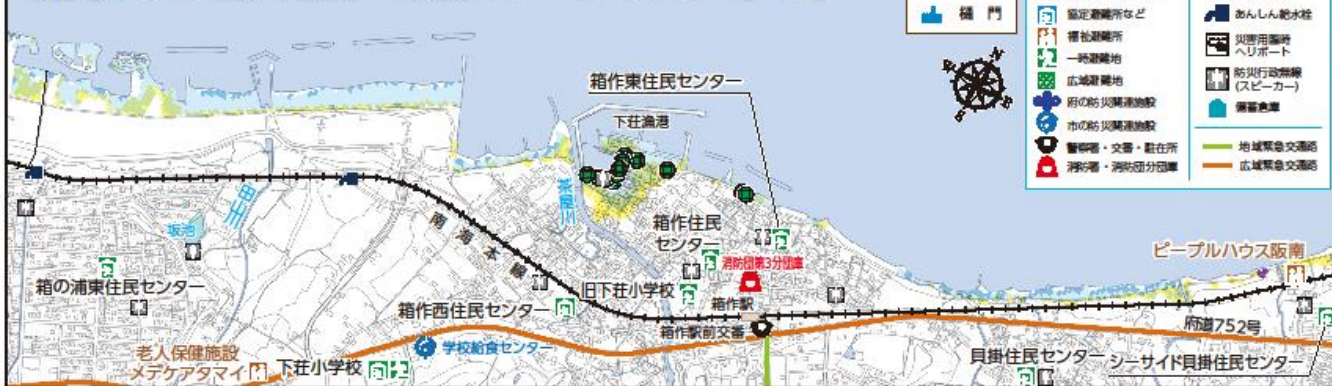 樋門
協定避難所など
福祉避難所
一時避難地
広域避難地
府の防災関連施設
市の防災関連施設
警察署・交番・駐在所
消防署・消防団分団庫
あんしん給水栓
災害用臨時
ヘリポート
防災行政無線
(スピーカー)
備蓄倉庫
地域緊急交通路
広域緊急交通路
N
S
箱作東住民センター
下荘漁港
坂池
南海本線
箱作住民
センター
消防団第3分団庫
ピープルハウス阪南
箱の浦東住民センター
箱作西住民センター
旧下荘小学校
箱作駅
箱作駅前交番
府道752号
学校給食センター
老人保健施設
メデケアタマイ
下荘小学校
貝掛住民センター
シーサイド貝掛住民センター